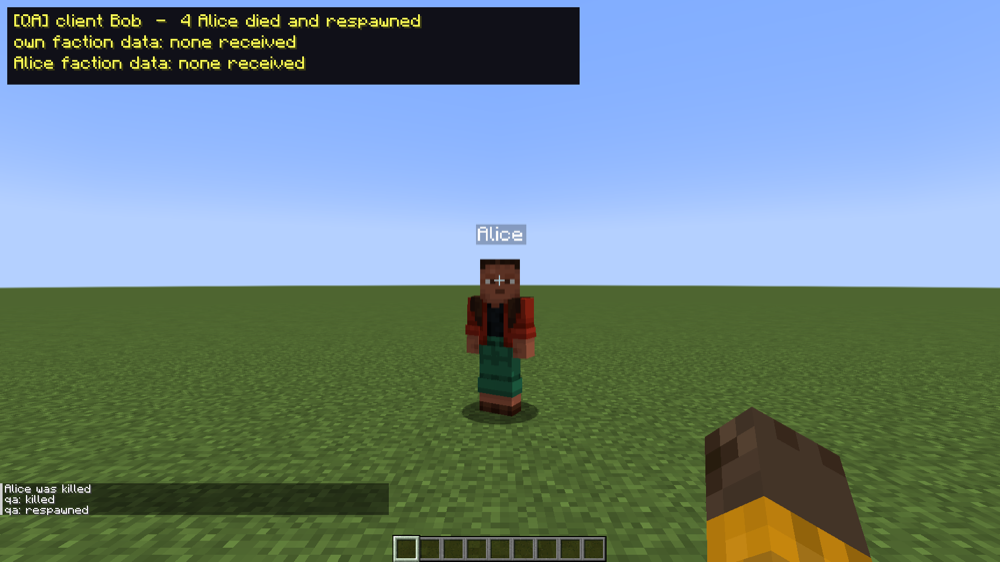 [QA] client Bob - 4 Alice died and respawned
own faction data: none received
Alice faction data: none received
Alice
Alice was killed
qa: killed
qa: respawned